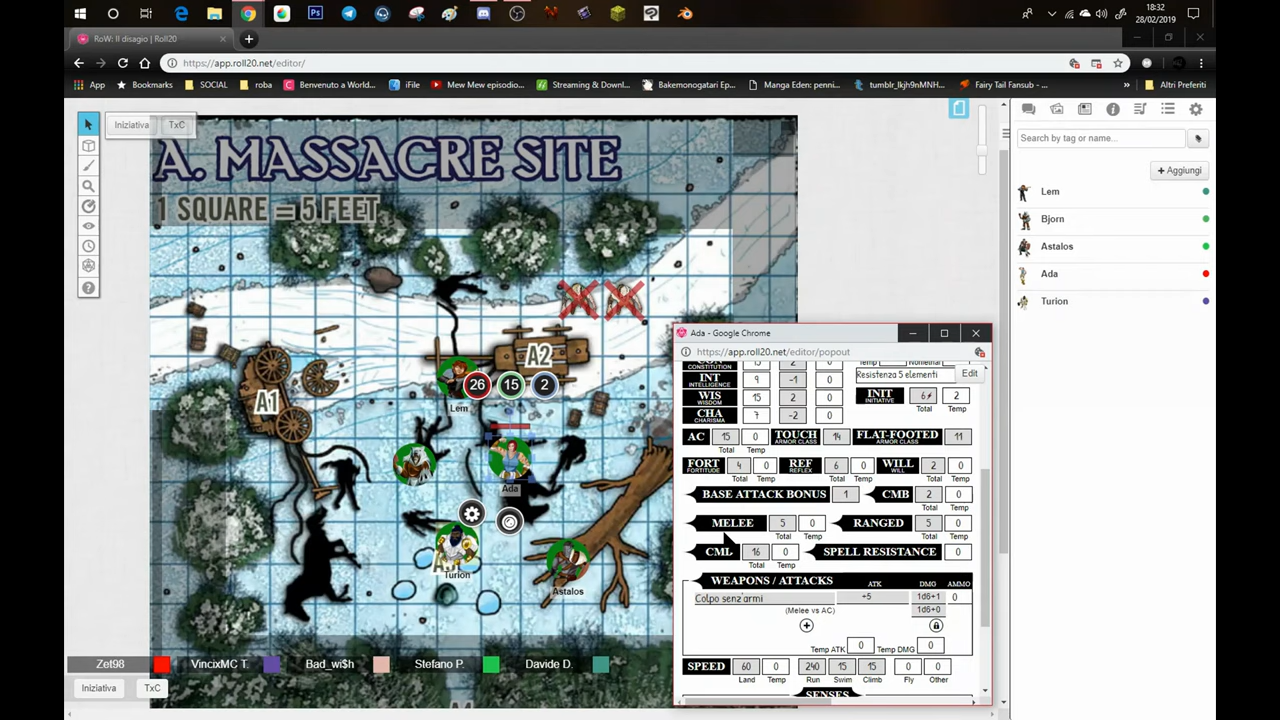 18:32
28/02/2019
RoW: Il disagio | Roll20
https://app.roll20.net/editor/
App
Bookmarks
SOCIAL
roba
Benvenuto a World...
iFile
Mew Mew episodio...
Streaming & Downl...
Bakemonogatari Ep...
Manga Eden: penni...
tumblr_lkjh9nMNH...
Fairy Tail Fansub - ...
Altri Preferiti
Iniziativa
TxC
A. MASSACRE SITE
1 SQUARE = 5 FEET
A1
A2
26
15
2
Lem
Ada
Turion
Astalos
Zet98
VincixMC T.
Bad_wi$h
Stefano P.
Davide D.
Iniziativa
TxC
Search by tag or name...
+ Aggiungi
Lem
Bjorn
Astalos
Ada
Turion
Ada - Google Chrome
https://app.roll20.net/editor/popout
CONSTITUTION
Temp
INT 9 -1 0
INTELLIGENCE
Resistenza 5 elementi
Edit
WIS 15 2 0
WISDOM
INIT 6 2
INITIATIVE Total Temp
CHA 7 -2 0
CHARISMA
AC 15 0 TOUCH 14 FLAT-FOOTED 11
Total Temp ARMOR CLASS ARMOR CLASS
FORT 4 0 REF 6 0 WILL 2 0
FORTITUDE Total Temp REFLEX Total Temp WILL Total Temp
BASE ATTACK BONUS 1 CMB 2 0
Total Temp
MELEE 5 0 RANGED 5 0
Total Temp Total Temp
16 0 SPELL RESISTANCE 0
Total Temp
WEAPONS / ATTACKS ATK DMG AMMO
Colpo senz'armi +5 1d6+1 0
(Melee vs AC) 1d6+0
Temp ATK 0 Temp DMG 0
SPEED 60 0 240 15 15 0 0
Land Temp Run Swim Climb Fly Other
SENSES